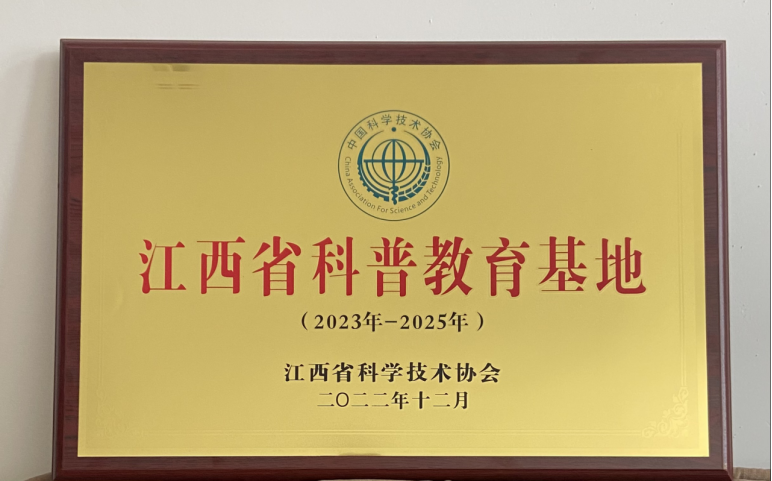 中国科学技术协会
China Association For Science and Technology
江西省科普教育基地
（2023年-2025年）
江西省科学技术协会
二〇二二年十二月